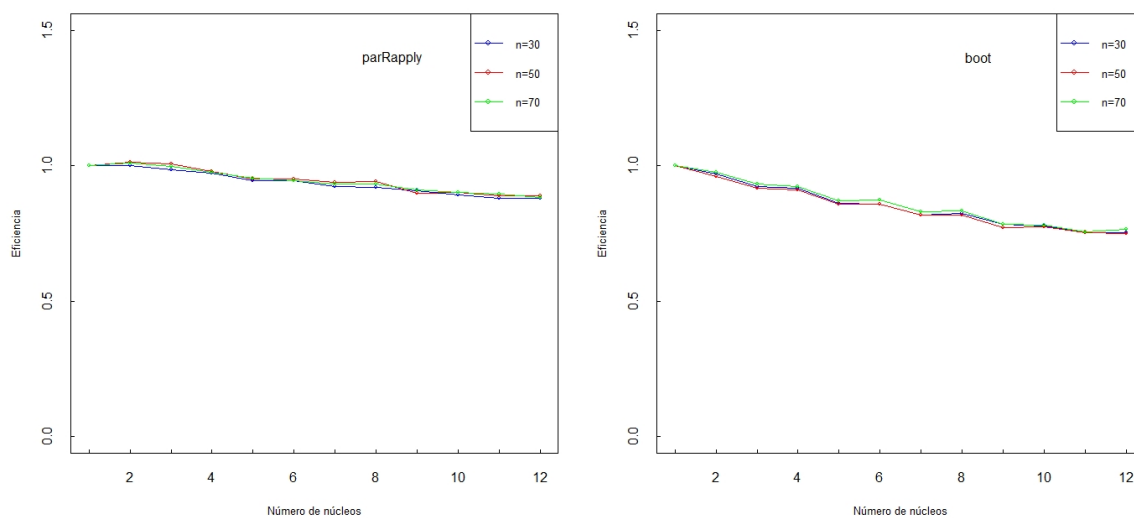 parRapply
n=30
n=50
n=70
1.5
1.0
0.5
0.0
Eficiencia
2 4 6 8 10 12
Número de núcleos
boot
n=30
n=50
n=70
1.5
1.0
0.5
0.0
Eficiencia
2 4 6 8 10 12
Número de núcleos